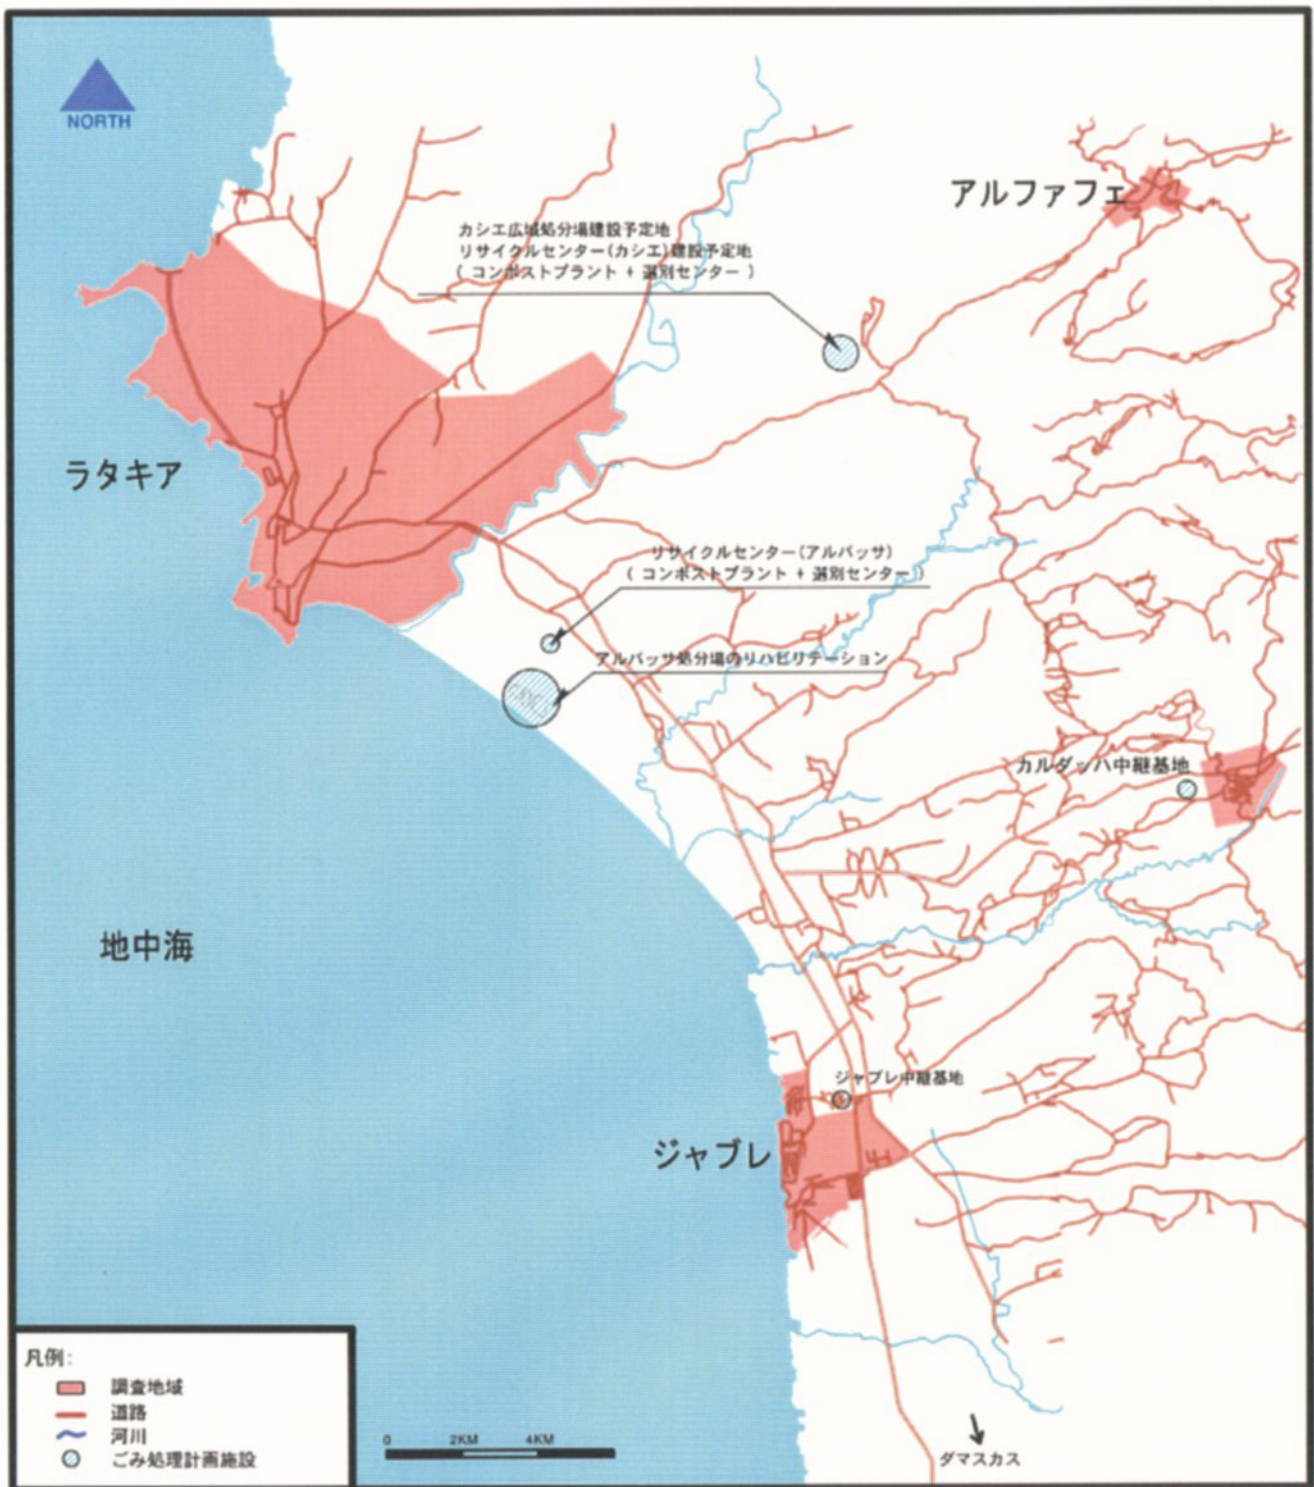 NORTH
アルファフェ
カシエ広域処分場建設予定地
リサイクルセンター(カシエ)建設予定地
( コンポストプラント + 選別センター )
ラタキア
リサイクルセンター(アルバッサ)
( コンポストプラント + 選別センター )
アルバッサ処分場のリハビリテーション
カルダッハ中継基地
地中海
ジャブレ中継基地
ジャブレ
凡例:
調査地域
道路
河川
ごみ処理計画施設
0 2KM 4KM
ダマスカス